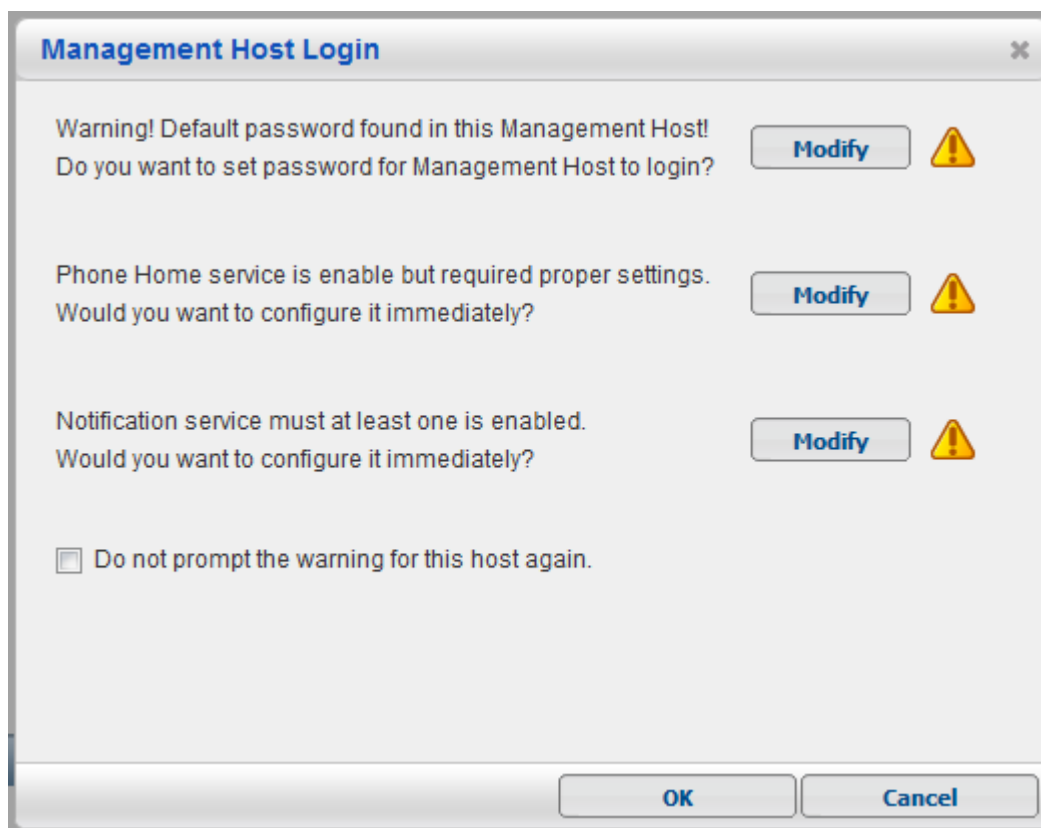 Management Host Login
Warning! Default password found in this Management Host!
Do you want to set password for Management Host to login?
Modify
Phone Home service is enable but required proper settings.
Would you want to configure it immediately?
Modify
Notification service must at least one is enabled.
Would you want to configure it immediately?
Modify
Do not prompt the warning for this host again.
OK
Cancel